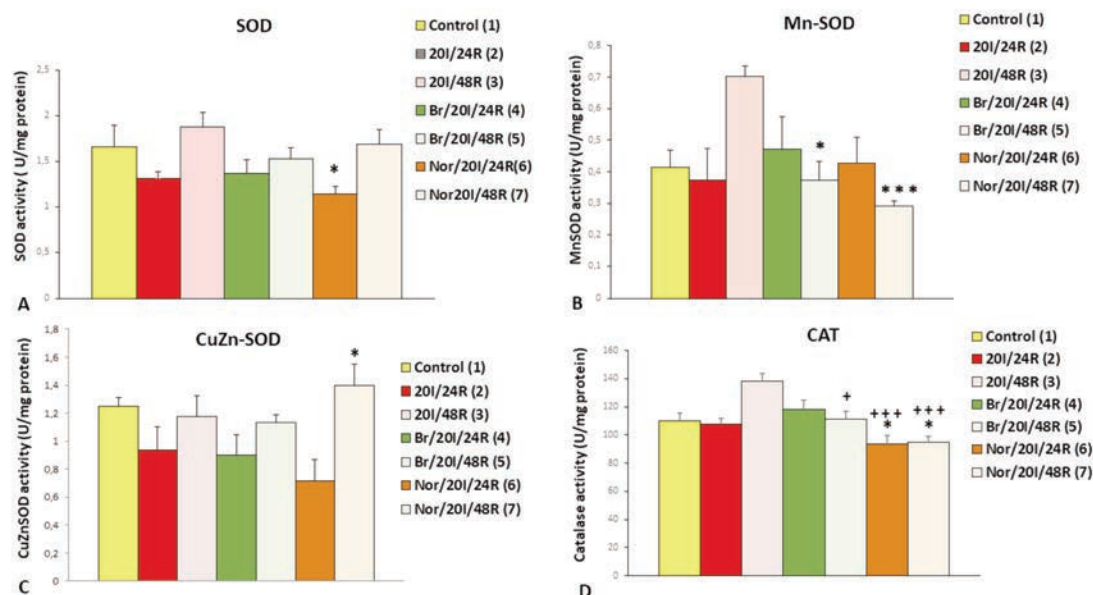 SOD
SOD activity ( U/mg protein)
2,5
2
1,5
1
0,5
0
*
Control (1)
20I/24R (2)
20I/48R (3)
Br/20I/24R (4)
Br/20I/48R (5)
Nor/20I/24R(6)
Nor20I/48R (7)
A
Mn-SOD
MnSOD activity (U/mg protein)
0,8
0,7
0,6
0,5
0,4
0,3
0,2
0,1
0
*
***
Control (1)
20I/24R (2)
20I/48R (3)
Br/20I/24R (4)
Br/20I/48R (5)
Nor/20I/24R (6)
Nor/20I/48R (7)
B
CuZn-SOD
CuZnSOD activity (U/mg protein)
1,8
1,6
1,4
1,2
1
0,8
0,6
0,4
0,2
0
*
Control (1)
20I/24R (2)
20I/48R (3)
Br/20I/24R (4)
Br/20I/48R (5)
Nor/20I/24R (6)
Nor/20I/48R (7)
C
CAT
Catalase activity (U/mg protein)
160
140
120
100
80
60
40
20
0
+
+++
*
+++
*
Control (1)
20I/24R (2)
20I/48R (3)
Br/20I/24R (4)
Br/20I/48R (5)
Nor/20I/24R (6)
Nor/20I/48R (7)
D